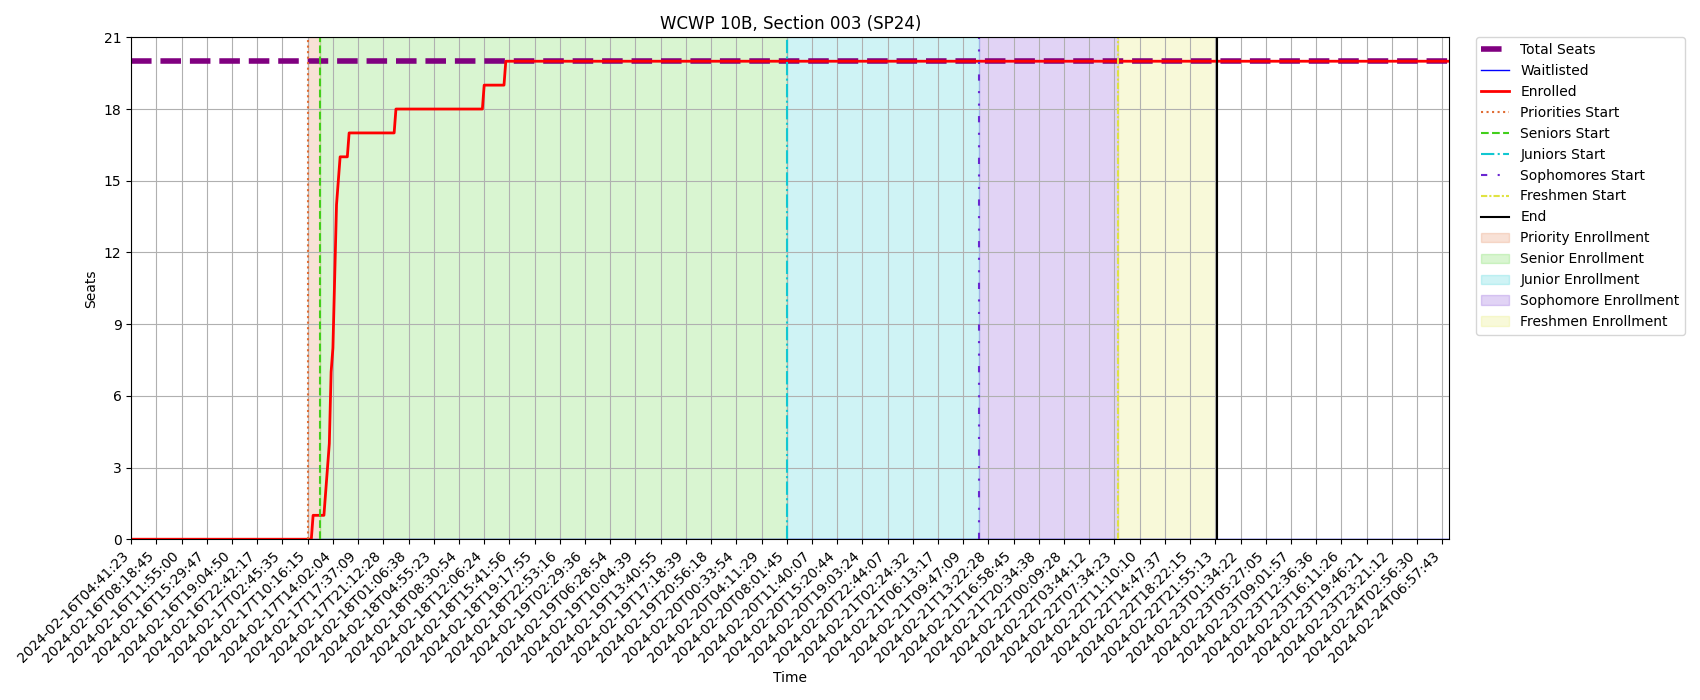 WCWP 10B, Section 003 (SP24)
21
18
15
12
9
6
3
0
Seats
2024-02-16T04:41:23
2024-02-16T08:18:45
2024-02-16T11:55:00
2024-02-16T15:29:47
2024-02-16T19:04:50
2024-02-16T22:42:17
2024-02-17T02:45:35
2024-02-17T10:16:15
2024-02-17T14:02:04
2024-02-17T17:37:09
2024-02-17T21:12:28
2024-02-18T01:06:38
2024-02-18T04:55:23
2024-02-18T08:30:54
2024-02-18T12:06:24
2024-02-18T15:41:56
2024-02-18T19:17:55
2024-02-18T22:53:16
2024-02-19T02:29:36
2024-02-19T06:28:54
2024-02-19T10:04:39
2024-02-19T13:40:55
2024-02-19T17:18:39
2024-02-19T20:56:18
2024-02-20T00:33:54
2024-02-20T04:11:29
2024-02-20T08:01:45
2024-02-20T11:40:07
2024-02-20T15:20:44
2024-02-20T19:03:24
2024-02-20T22:44:07
2024-02-21T02:24:32
2024-02-21T06:13:17
2024-02-21T09:47:09
2024-02-21T13:22:28
2024-02-21T16:58:45
2024-02-21T20:34:38
2024-02-22T00:09:28
2024-02-22T03:44:12
2024-02-22T07:34:23
2024-02-22T11:10:10
2024-02-22T14:47:37
2024-02-22T18:22:15
2024-02-22T21:55:13
2024-02-23T01:34:22
2024-02-23T05:27:05
2024-02-23T09:01:57
2024-02-23T12:36:36
2024-02-23T16:11:26
2024-02-23T19:46:21
2024-02-23T23:21:12
2024-02-24T02:56:30
2024-02-24T06:57:43
Time
Total Seats
Waitlisted
Enrolled
Priorities Start
Seniors Start
Juniors Start
Sophomores Start
Freshmen Start
End
Priority Enrollment
Senior Enrollment
Junior Enrollment
Sophomore Enrollment
Freshmen Enrollment